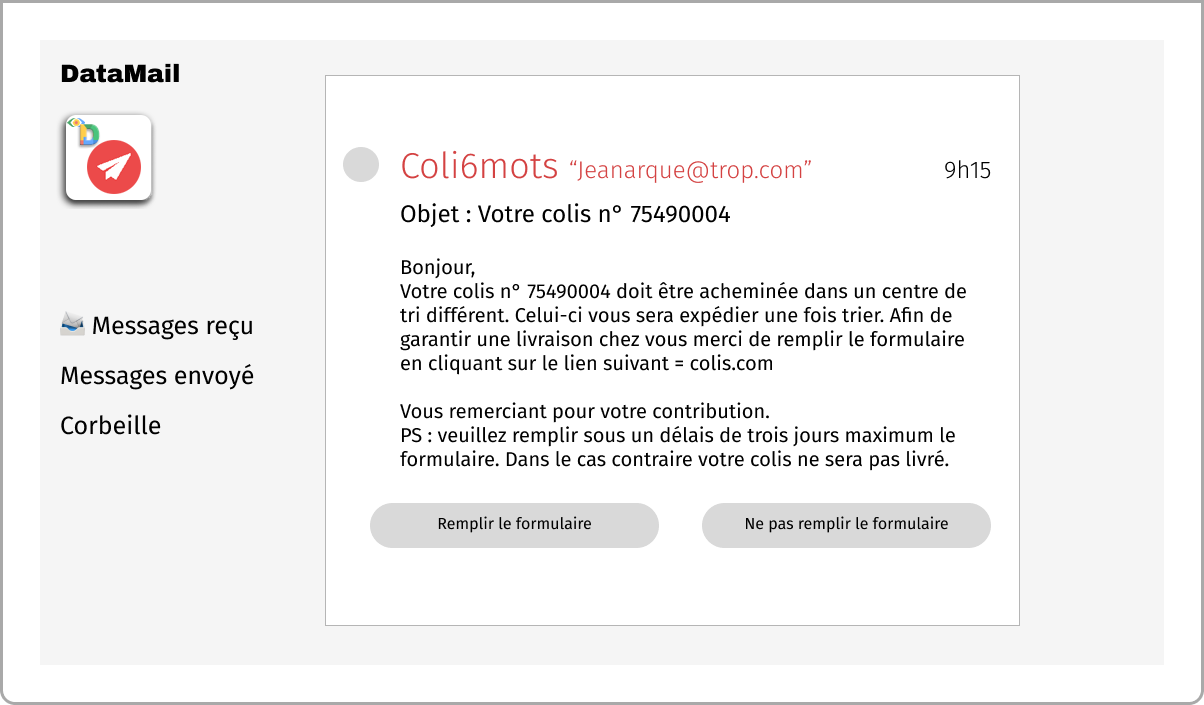 DataMail
D
Coli6mots “Jeanarque@trop.com” 9h15
Objet : Votre colis n° 75490004
Bonjour,
Votre colis n° 75490004 doit être acheminée dans un centre de
tri différent. Celui-ci vous sera expédier une fois trier. Afin de
garantir une livraison chez vous merci de remplir le formulaire
en cliquant sur le lien suivant = colis.com
Vous remerciant pour votre contribution.
PS : veuillez remplir sous un délais de trois jours maximum le
formulaire. Dans le cas contraire votre colis ne sera pas livré.
Remplir le formulaire
Ne pas remplir le formulaire
Messages reçu
Messages envoyé
Corbeille